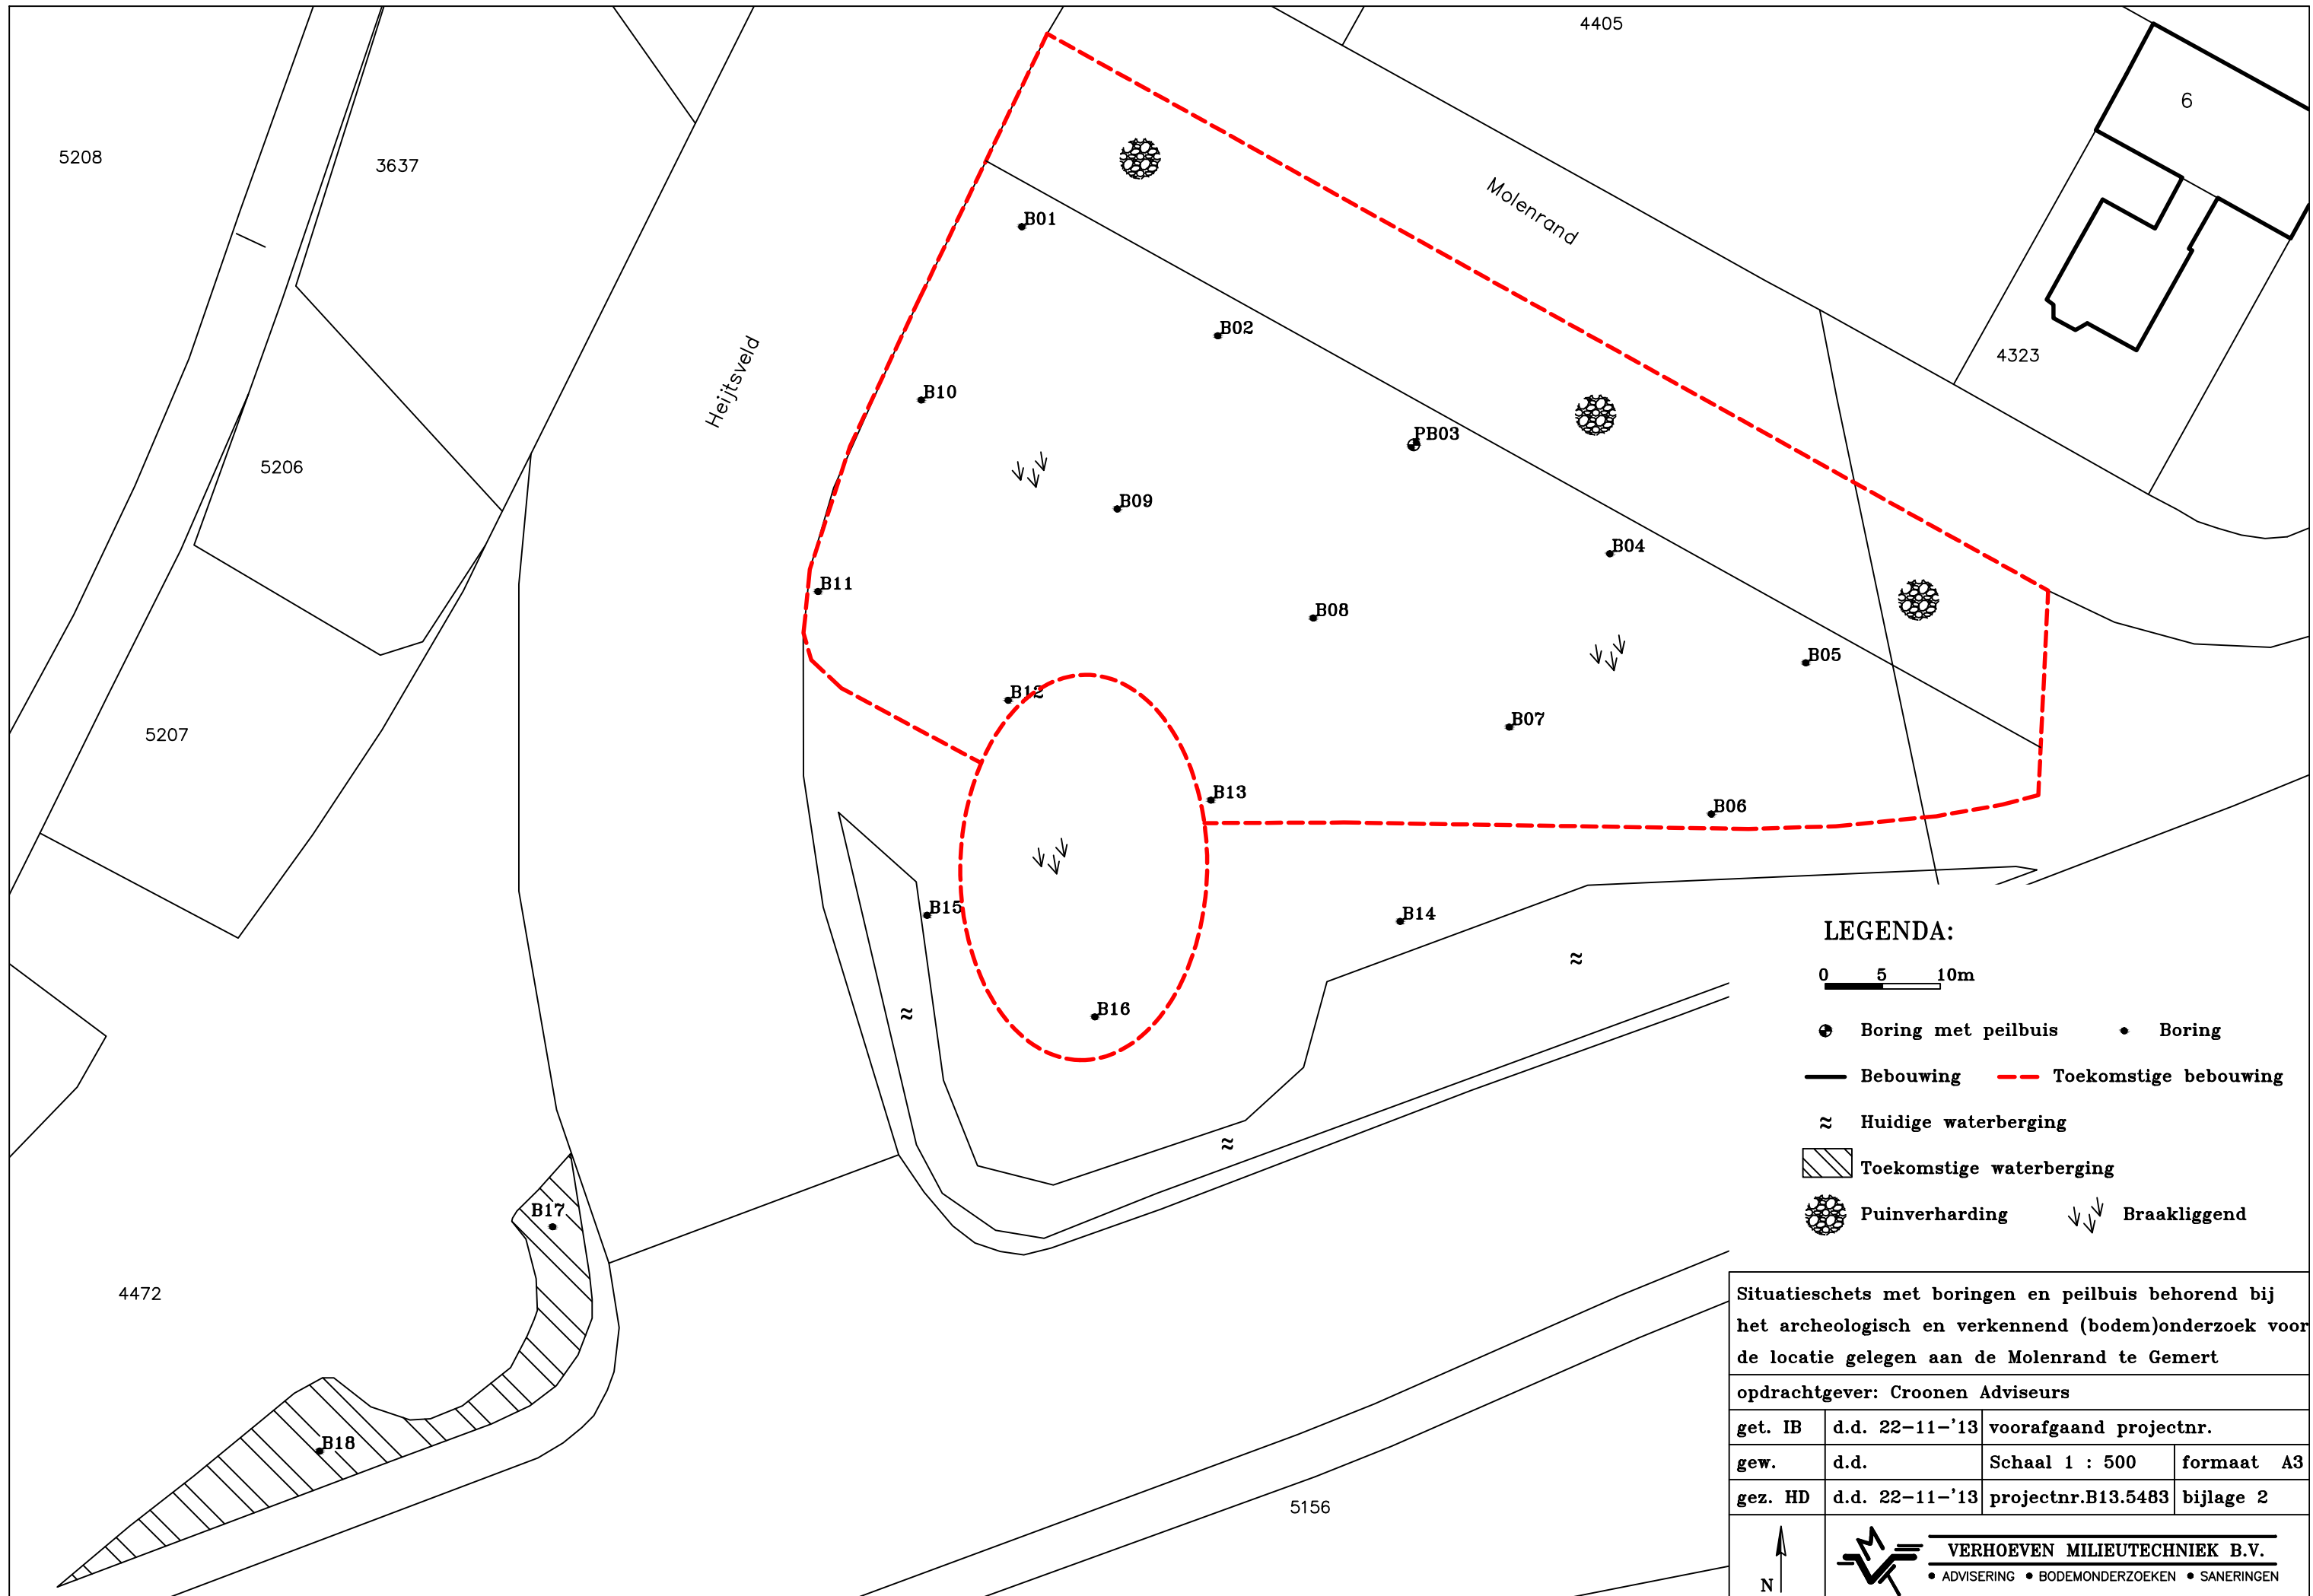 4405
6
5208
3637
Molenrand
B01
B02
4323
Heijtsveld
B10
PB03
5206
B09
B04
B11
B08
B05
B12
B07
5207
B13
B06
B15
B14
B16
B17
4472
B18
5156
LEGENDA:
0 5 10m
Boring met peilbuis Boring
Bebouwing Toekomstige bebouwing
≈ Huidige waterberging
Toekomstige waterberging
Puinverharding Braakliggend
Situatieschets met boringen en peilbuis behorend bij
het archeologisch en verkennend (bodem)onderzoek voor
de locatie gelegen aan de Molenrand te Gemert
opdrachtgever: Croonen Adviseurs
get. IB d.d. 22-11-'13 voorafgaand projectnr.
gew. d.d. Schaal 1 : 500 formaat A3
gez. HD d.d. 22-11-'13 projectnr.B13.5483 bijlage 2
N
VERHOEVEN MILIEUTECHNIEK B.V.
• ADVISERING • BODEMONDERZOEKEN • SANERINGEN